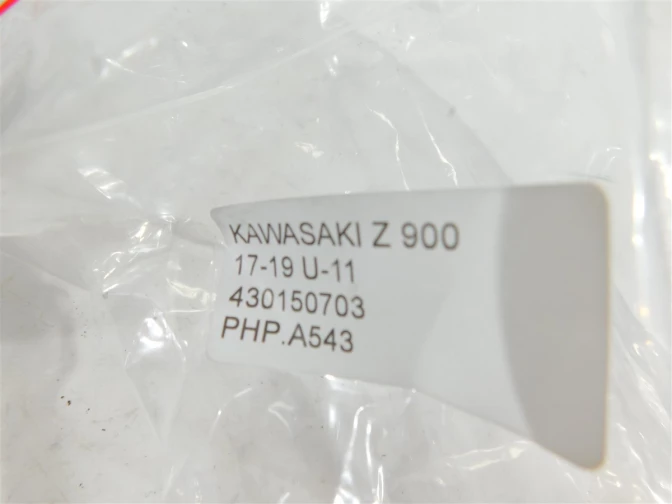 KAWASAKI Z 900
17-19 U-11
430150703
PHP.A543